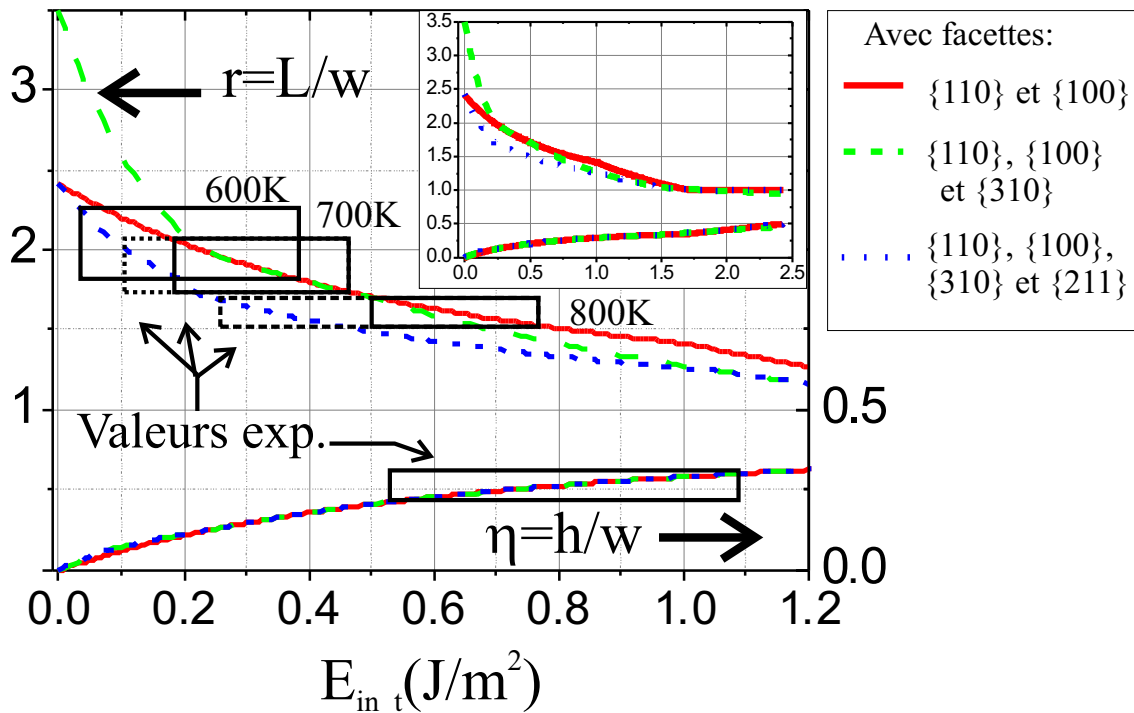 3
2
1
0.5
0.0
0.0 0.2 0.4 0.6 0.8 1.0 1.2
E_in t(J/m²)
r=L/w
600K
700K
800K
Valeurs exp.
η=h/w
3.5
3.0
2.5
2.0
1.5
1.0
0.5
0.0
0.0 0.5 1.0 1.5 2.0 2.5
Avec facettes:
{110} et {100}
{110}, {100}
et {310}
{110}, {100},
{310} et {211}